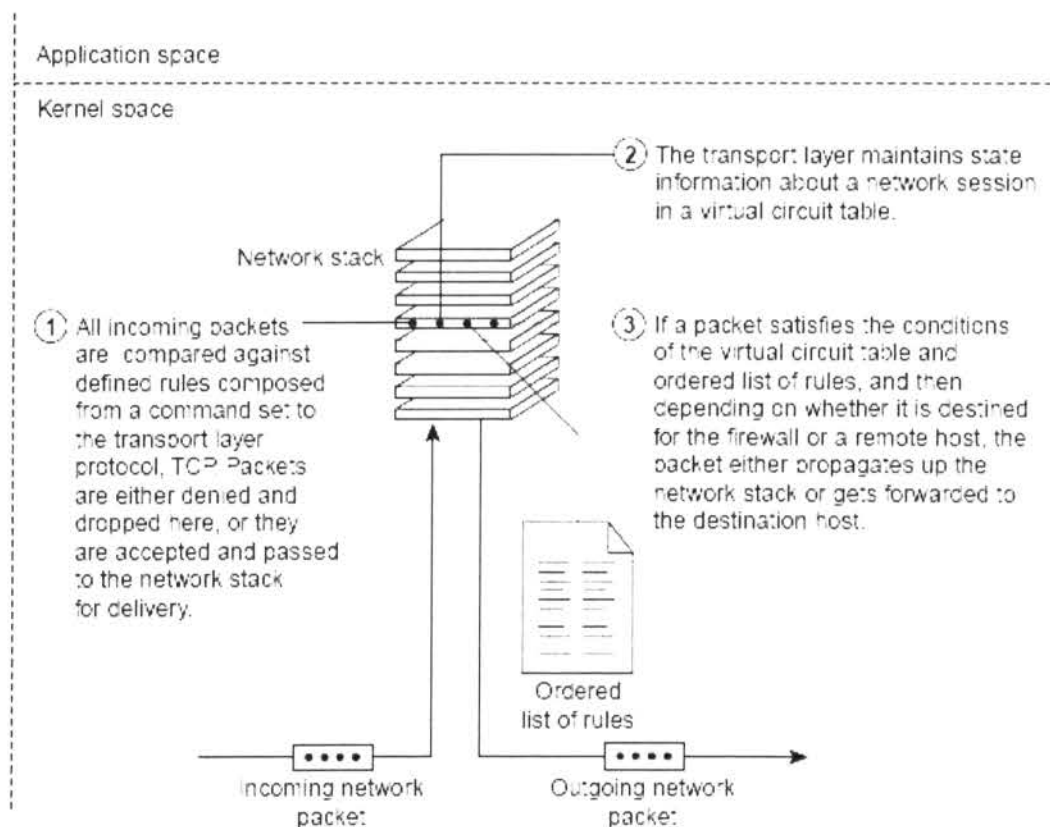 Application space
Kernel space
2 The transport layer maintains state
information about a network session
in a virtual circuit table.
Network stack
1 All incoming packets
are compared against
defined rules composed
from a command set to
the transport layer
protocol, TCP Packets
are either denied and
dropped here, or they
are accepted and passed
to the network stack
for delivery.
3 If a packet satisfies the conditions
of the virtual circuit table and
ordered list of rules, and then
depending on whether it is destined
for the firewall or a remote host, the
packet either propagates up the
network stack or gets forwarded to
the destination host.
Ordered
list of rules
Incoming network
packet
Outgoing network
packet.